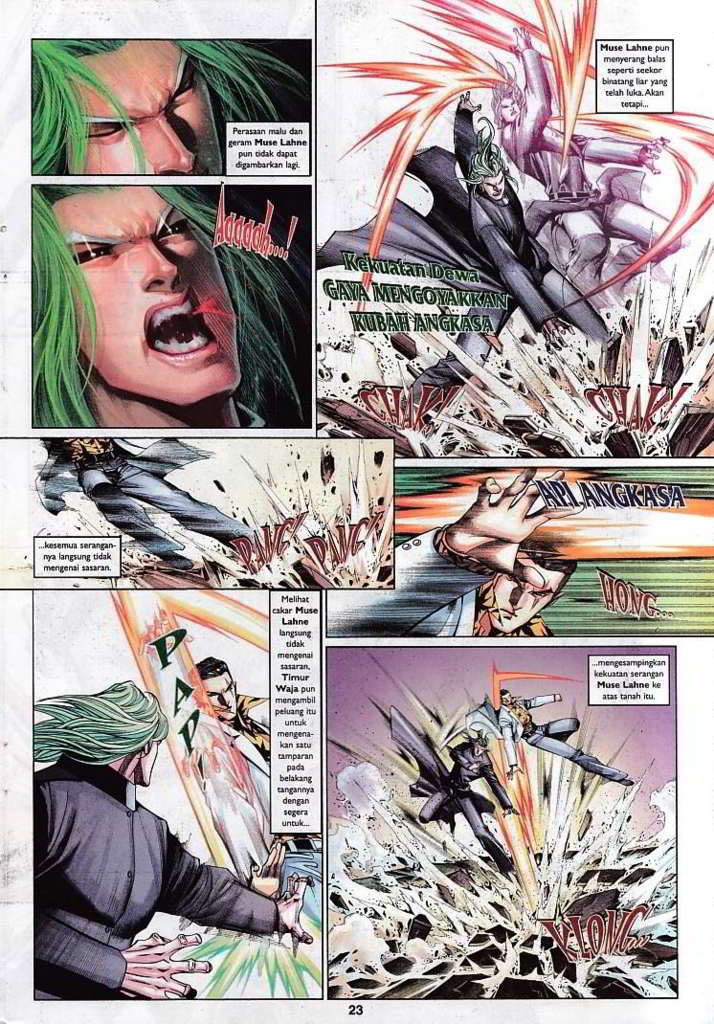 Perasaan malu dan
geram Muse Lahne
pun tidak dapat
digambarkan lagi.
Aaaaah....!
Muse Lahne pun
menyerang balas
seperti seekor
binatang liar yang
telah luka. Akan
tetapi...
Kekuatan Dewa
GAYA MENGOYAKKAN
KUBAH ANGKASA
CHAK!
CHAK!
...kesemua serangan-
nya langsung tidak
mengenai sasaran.
PANG!
PANG!
API ANGKASA
HONG...
Melihat
cakar Muse
Lahne
langsung
tidak
mengenai
sasaran,
Timur
Waja pun
mengambil
peluang itu
untuk
mengena-
kan satu
tamparan
pada
belakang
tangannya
dengan
segera
untuk...
PAP!
...mengesampingkan
kekuatan serangan
Muse Lahne ke
atas tanah itu.
KLONG...
23